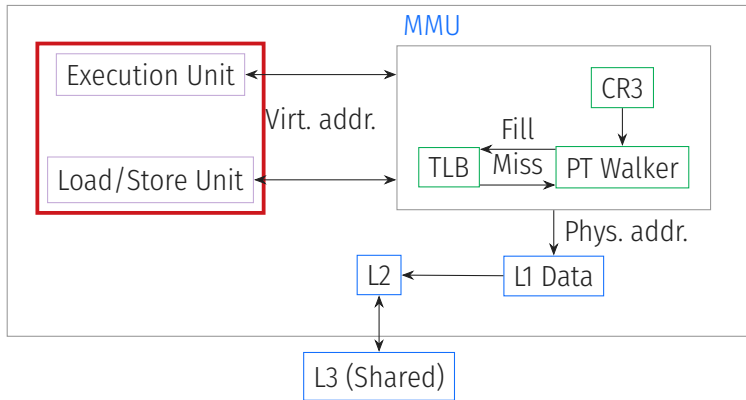 MMU
Execution Unit
CR3
Virt. addr.
Fill
TLB
Miss
PT Walker
Load/Store Unit
Phys. addr.
L2
L1 Data
L3 (Shared)